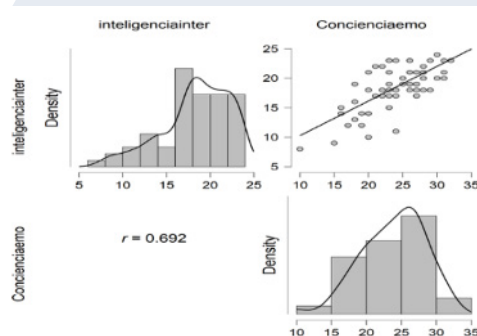 inteligenciainter
Concienciaemo
inteligenciainter
Density
25
20
15
10
5
5 10 15 20 25
10 15 20 25 30 35
Concienciaemo
r = 0.692
Density
10 15 20 25 30 35